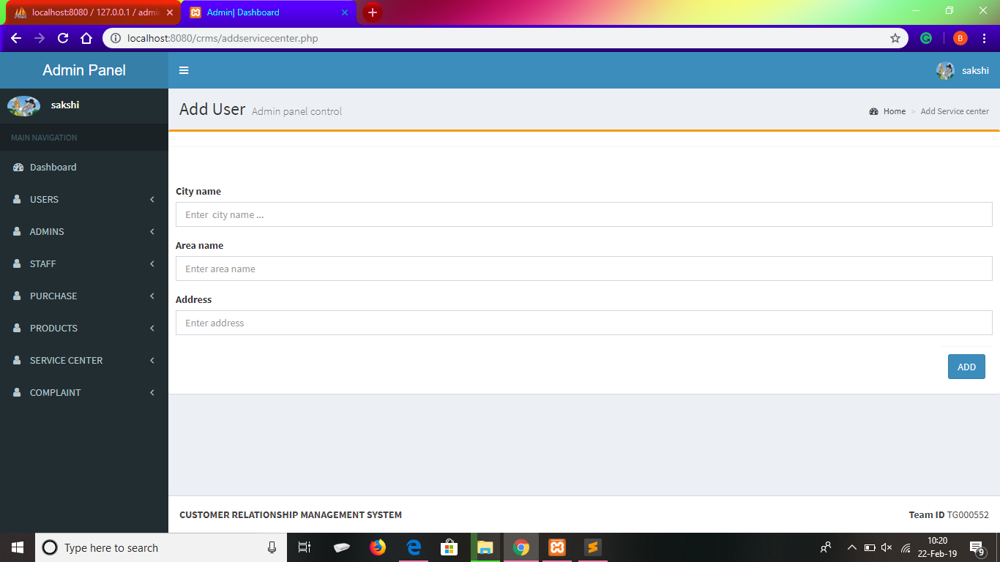 localhost:8080 / 127.0.0.1 / admi
Admin| Dashboard
localhost:8080/crms/addservicecenter.php
B
Admin Panel
sakshi
sakshi
Add User Admin panel control
Home > Add Service center
MAIN NAVIGATION
Dashboard
USERS
ADMINS
STAFF
PURCHASE
PRODUCTS
SERVICE CENTER
COMPLAINT
City name
Enter city name ...
Area name
Enter area name
Address
Enter address
ADD
CUSTOMER RELATIONSHIP MANAGEMENT SYSTEM
Team ID TG000552
Type here to search
10:20
22-Feb-19
9